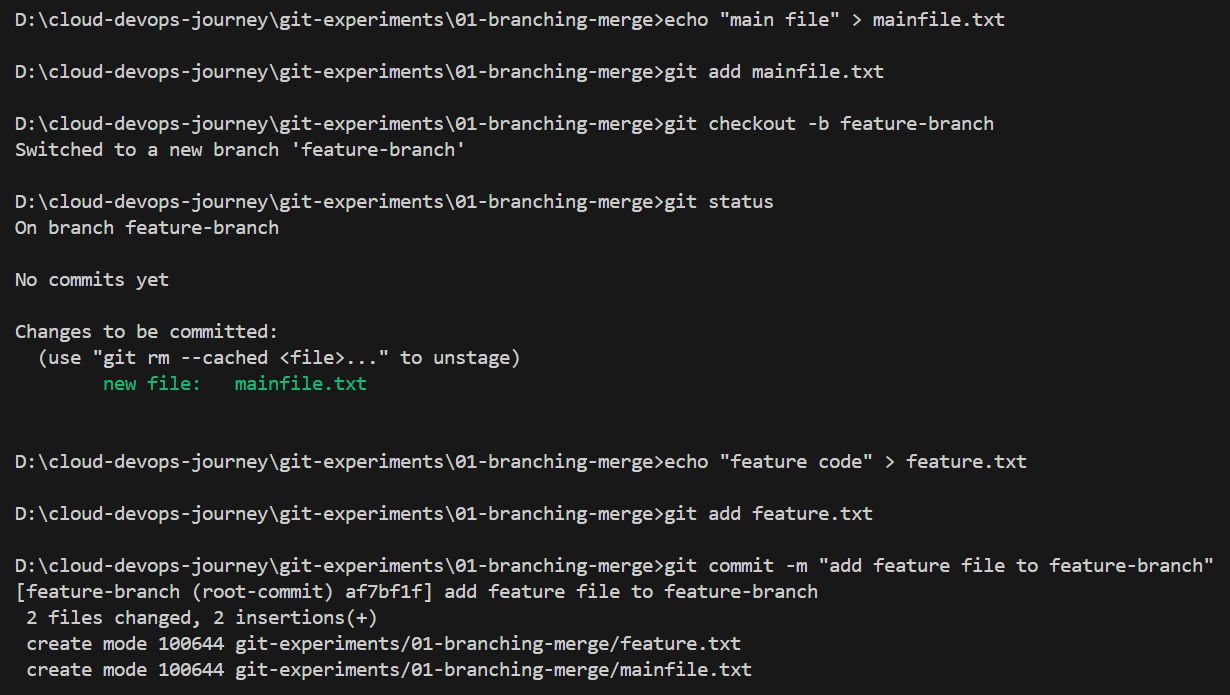 D:\cloud-devops-journey\git-experiments\01-branching-merge>echo "main file" > mainfile.txt
D:\cloud-devops-journey\git-experiments\01-branching-merge>git add mainfile.txt
D:\cloud-devops-journey\git-experiments\01-branching-merge>git checkout -b feature-branch
Switched to a new branch 'feature-branch'
D:\cloud-devops-journey\git-experiments\01-branching-merge>git status
On branch feature-branch
No commits yet
Changes to be committed:
  (use "git rm --cached <file>..." to unstage)
        new file:   mainfile.txt
D:\cloud-devops-journey\git-experiments\01-branching-merge>echo "feature code" > feature.txt
D:\cloud-devops-journey\git-experiments\01-branching-merge>git add feature.txt
D:\cloud-devops-journey\git-experiments\01-branching-merge>git commit -m "add feature file to feature-branch"
[feature-branch (root-commit) af7bf1f] add feature file to feature-branch
 2 files changed, 2 insertions(+)
 create mode 100644 git-experiments/01-branching-merge/feature.txt
 create mode 100644 git-experiments/01-branching-merge/mainfile.txt